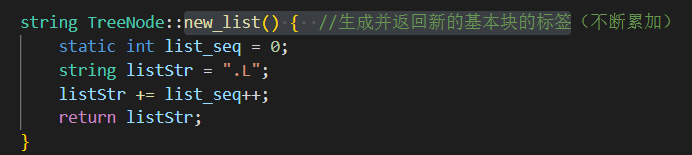 string TreeNode::new_list() { //生成并返回新的基本块的标签（不断累加）
    static int list_seq = 0;
    string listStr = ".L";
    listStr += list_seq++;
    return listStr;
}